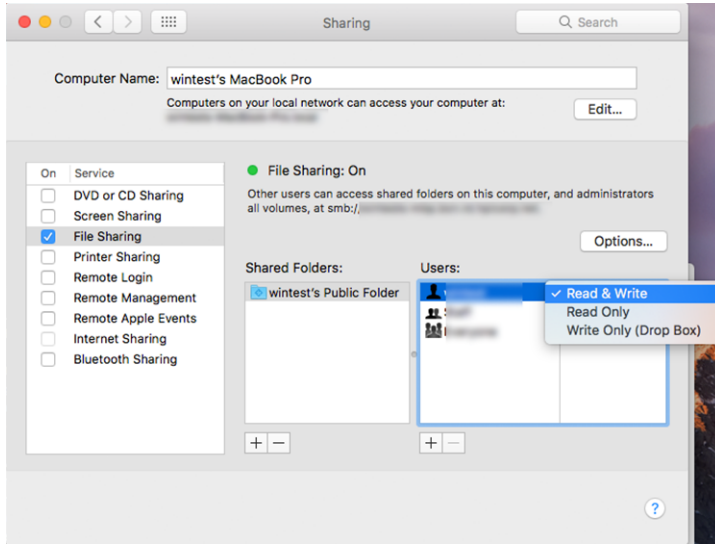 Sharing
Search
Computer Name: wintest's MacBook Pro
Computers on your local network can access your computer at:
Edit...
On Service
DVD or CD Sharing
Screen Sharing
File Sharing
Printer Sharing
Remote Login
Remote Management
Remote Apple Events
Internet Sharing
Bluetooth Sharing
File Sharing: On
Other users can access shared folders on this computer, and administrators
all volumes, at smb:/
Options...
Shared Folders:
wintest's Public Folder
Users:
Read & Write
Read Only
Write Only (Drop Box)
?